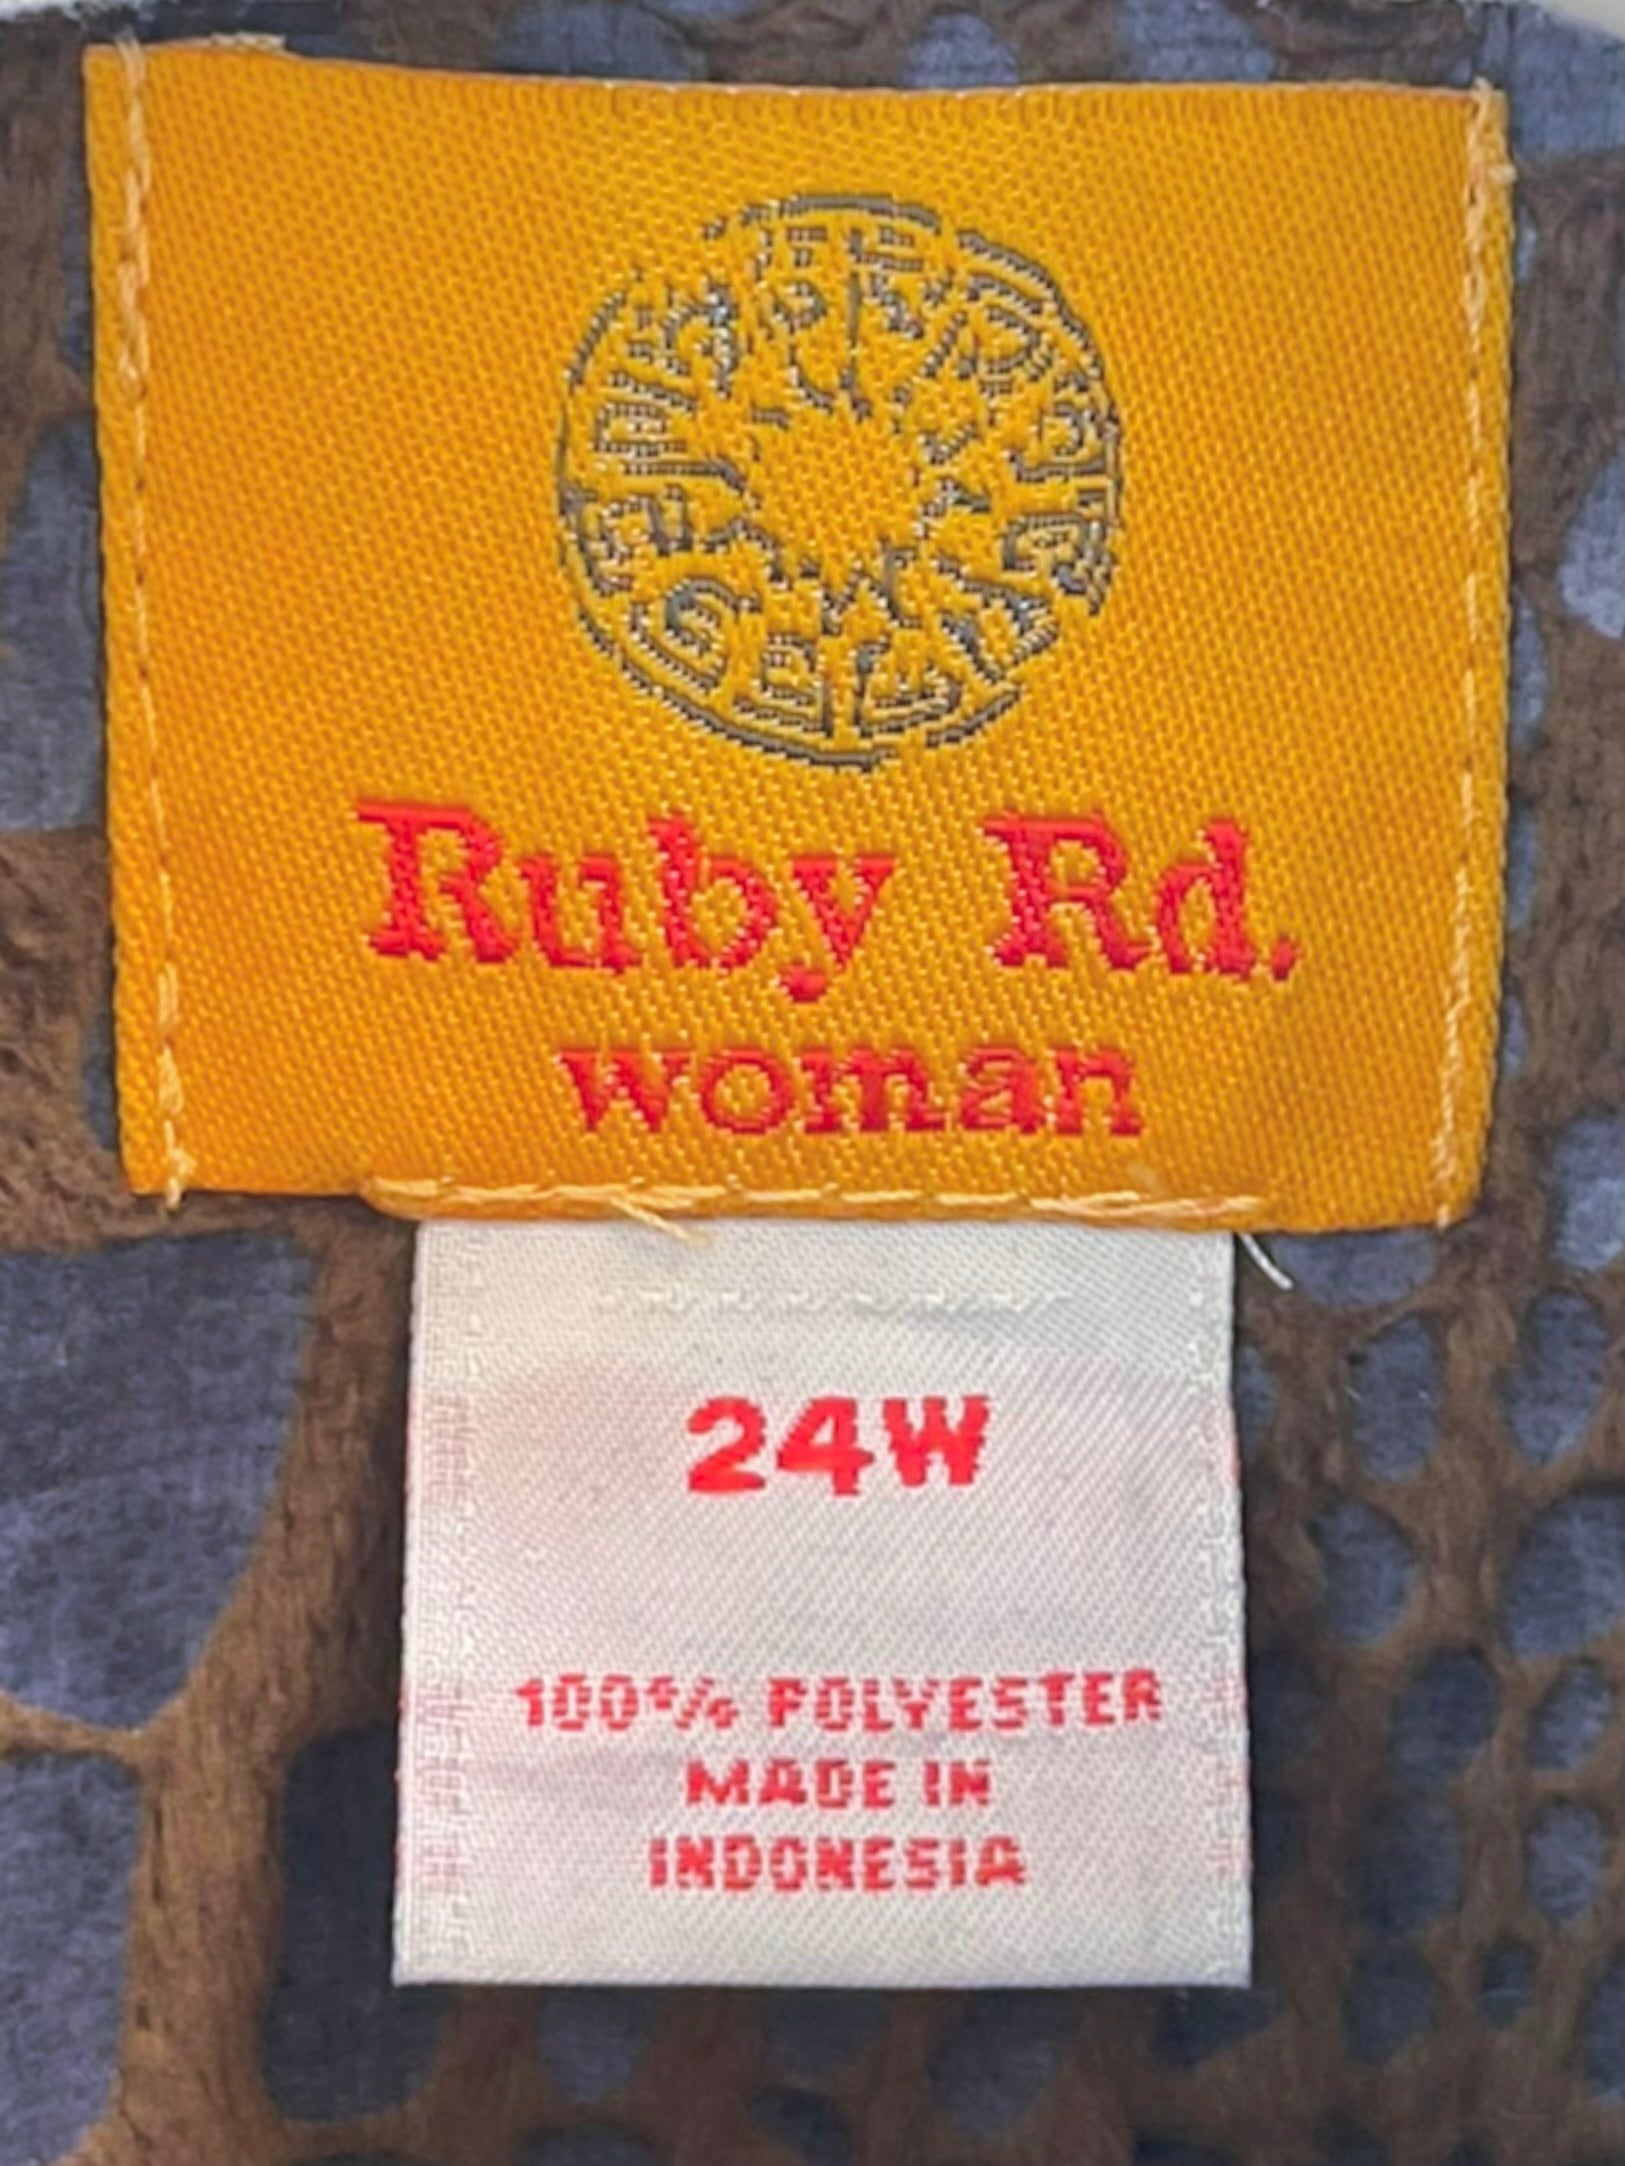 Ruby Rd.
woman
24W
100% POLYESTER
MADE IN
INDONESIA